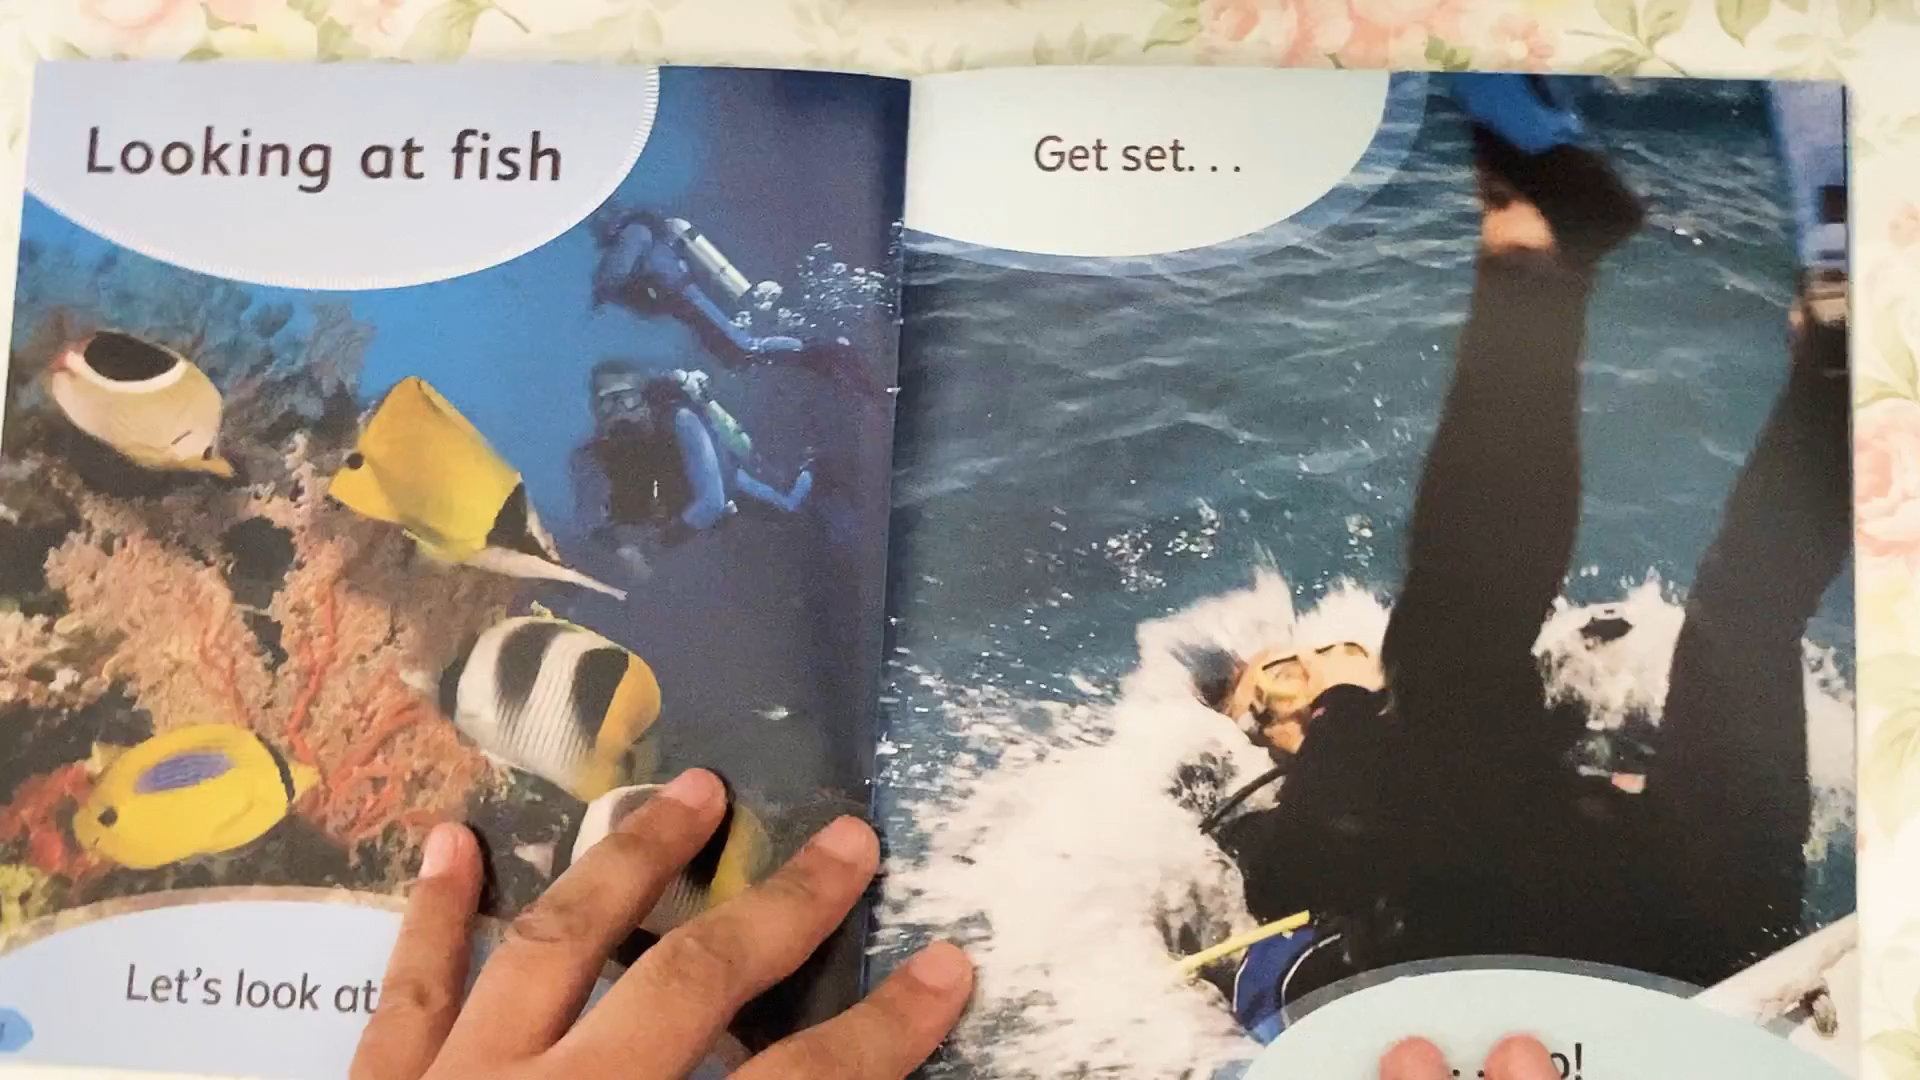 Looking at fish
Let's look at
Get set. . .